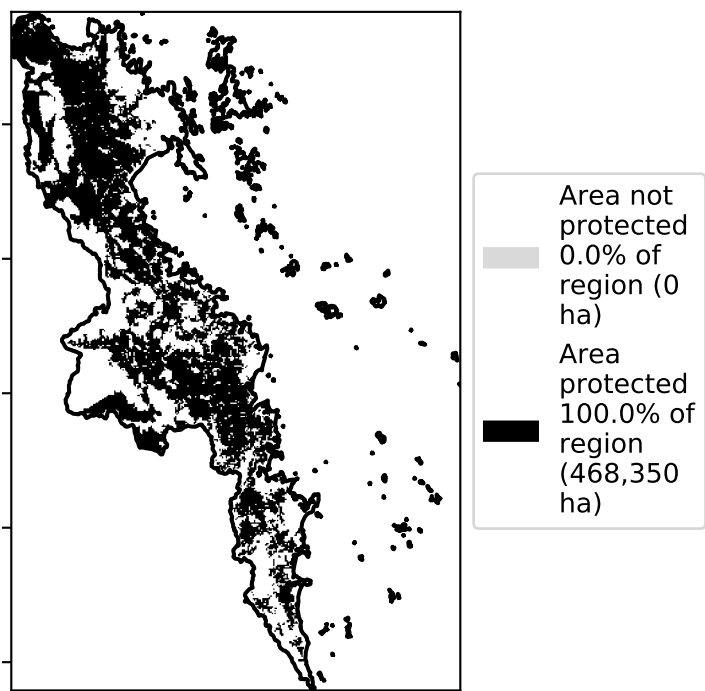 Area not
protected
0.0% of
region (0
ha)
Area
protected
100.0% of
region
(468,350
ha)